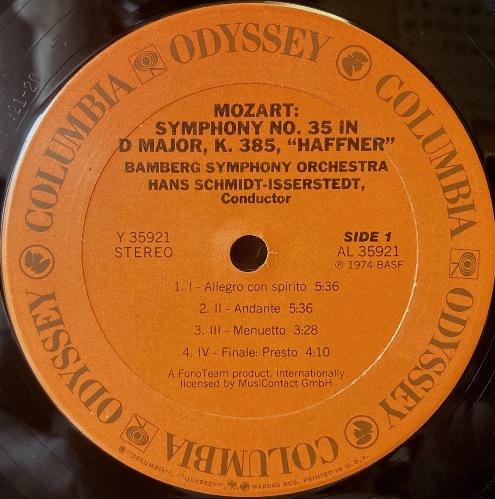 ODYSSEY
COLUMBIA
ODYSSEY
COLUMBIA
ODYSSEY
COLUMBIA
MOZART:
SYMPHONY NO. 35 IN
D MAJOR, K. 385, “HAFFNER”
BAMBERG SYMPHONY ORCHESTRA
HANS SCHMIDT-ISSERSTEDT,
Conductor
Y 35921
STEREO
SIDE 1
AL 35921
Ⓟ 1974 BASF
1. I - Allegro con spirito 5:36
2. II - Andante 5:36
3. III - Menuetto 3:28
4. IV - Finale: Presto 4:10
A FonoTeam product, internationally
licensed by MusiContact GmbH
® “COLUMBIA”, “ODYSSEY” MARCAS REG. PRINTED IN U.S.A.